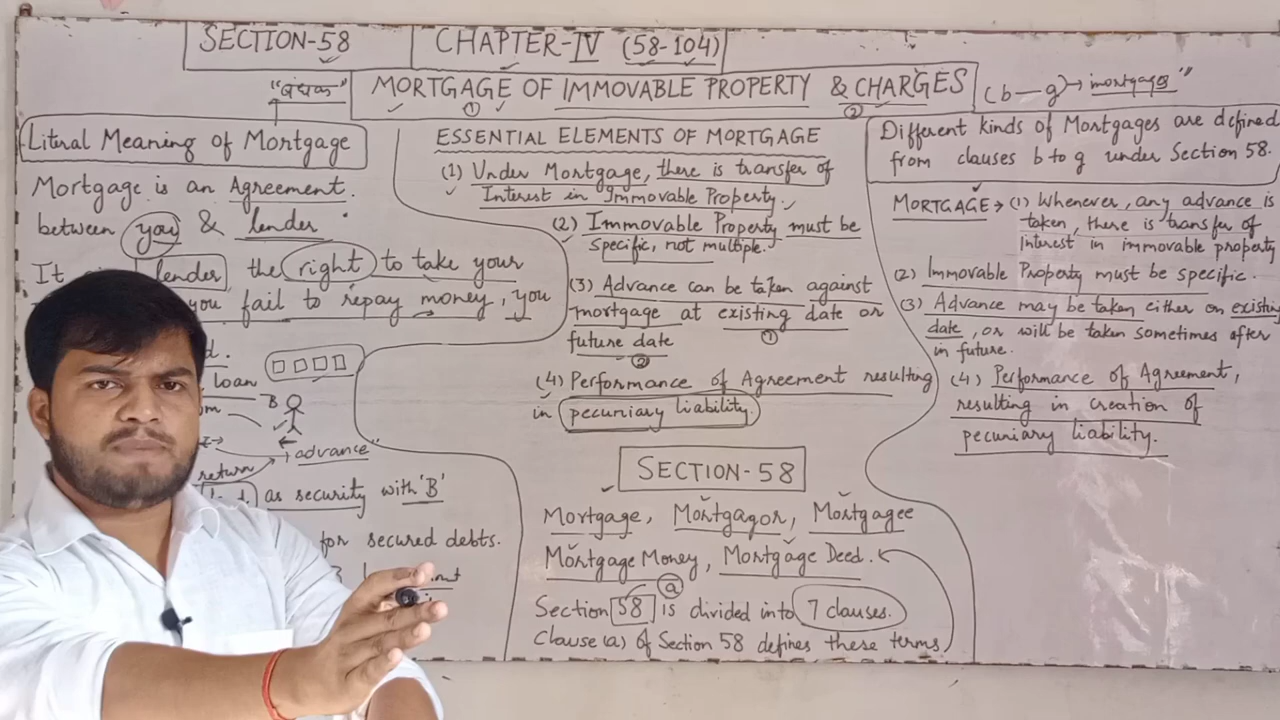 SECTION-58
CHAPTER-IV (58-104)
"बंधक"
MORTGAGE OF IMMOVABLE PROPERTY & CHARGES
① ②
(b-g)→ mortgages"
Literal Meaning of Mortgage
Mortgage is an Agreement.
between you & lender
It lender the right to take your
you fail to repay money, you
d.
loan
B
advance"
return
as security with 'B'
for secured debts.
ESSENTIAL ELEMENTS OF MORTGAGE
(1) Under Mortgage, there is transfer of
Interest in Immovable Property.
(2) Immovable Property must be
specific, not multiple.
(3) Advance can be taken against
mortgage at existing date or
①
future date
②
(4) Performance of Agreement resulting
in pecuniary liability.
SECTION-58
Mortgage, Mortgagor, Mortgagee
Mortgage Money, Mortgage Deed.
ⓐ
Section 58 is divided into 7 clauses.
Clause (a) of Section 58 defines these terms
Different kinds of Mortgages are defined
from clauses b to g under Section 58.
MORTGAGE → (1) Whenever, any advance is
taken, there is transfer of
interest in immovable property
(2) Immovable Property must be specific.
(3) Advance may be taken either on existing
date, or will be taken sometimes after
in future.
(4) Performance of Agreement,
resulting in creation of
pecuniary liability.